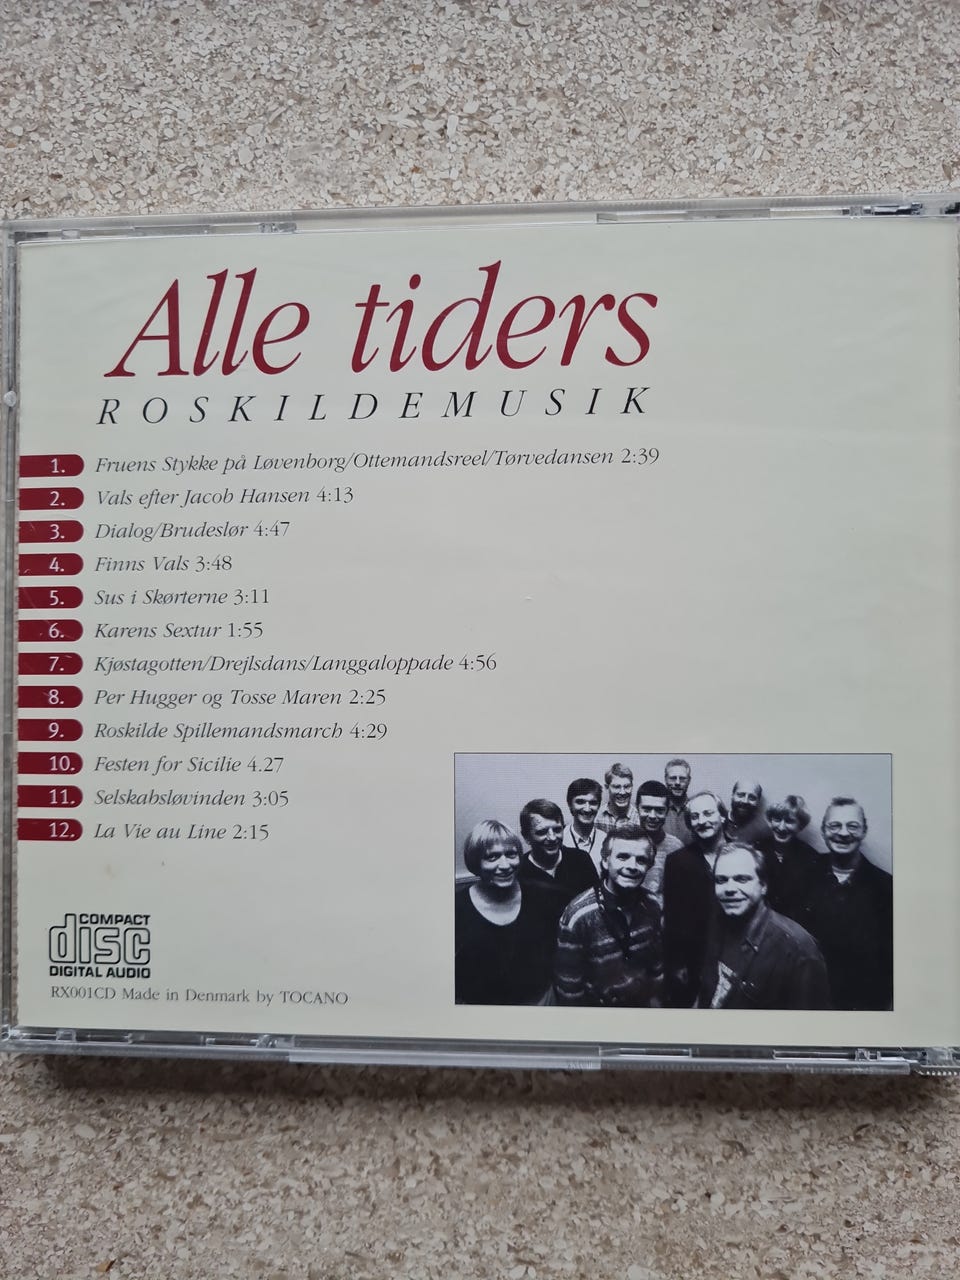 Alle tiders
ROSKILDEMUSIK
1. Fruens Stykke på Løvenborg/Ottemandsreel/Tørvedansen 2:39
2. Vals efter Jacob Hansen 4:13
3. Dialog/Brudeslør 4:47
4. Finns Vals 3:48
5. Sus i Skørterne 3:11
6. Karens Sextur 1:55
7. Kjøstagotten/Drejlsdans/Langgaloppade 4:56
8. Per Hugger og Tosse Maren 2:25
9. Roskilde Spillemandsmarch 4:29
10. Festen for Sicilie 4.27
11. Selskabsløvinden 3:05
12. La Vie au Line 2:15
COMPACT
disc
DIGITAL AUDIO
RX001CD Made in Denmark by TOCANO